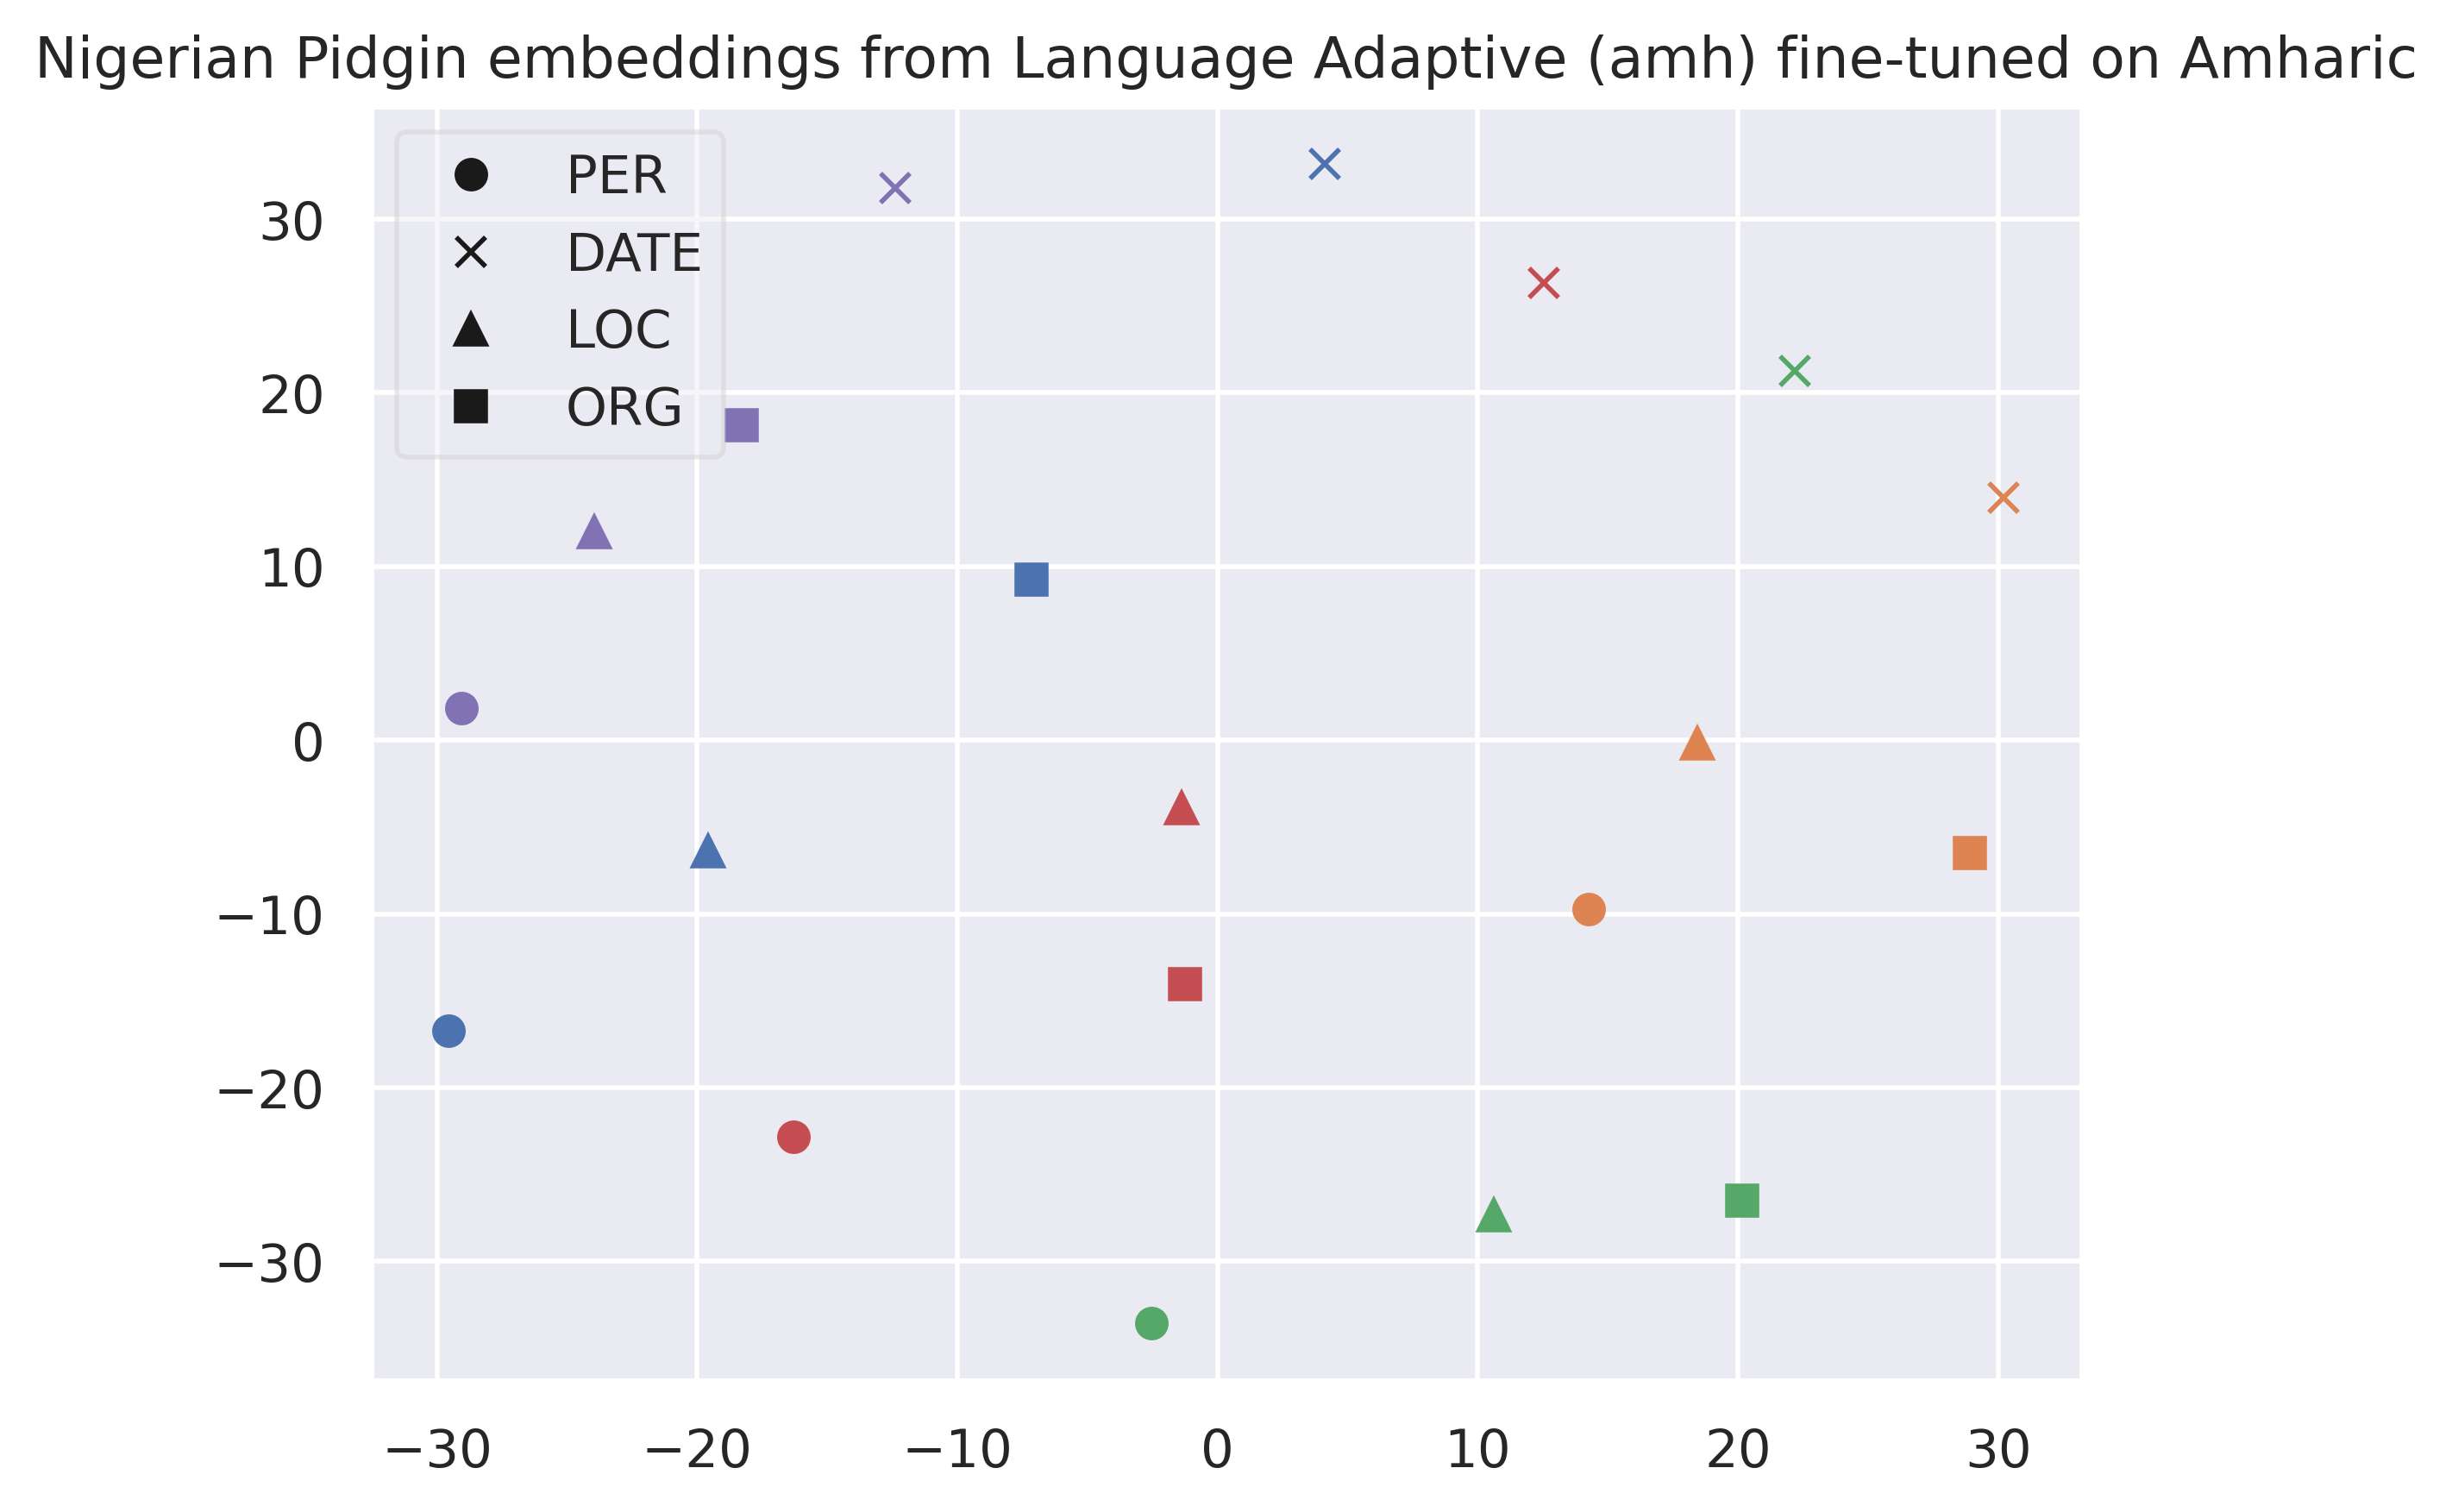 Nigerian Pidgin embeddings from Language Adaptive (amh) fine-tuned on Amharic
PER
DATE
LOC
ORG
30
20
10
0
−10
−20
−30
−30 −20 −10 0 10 20 30